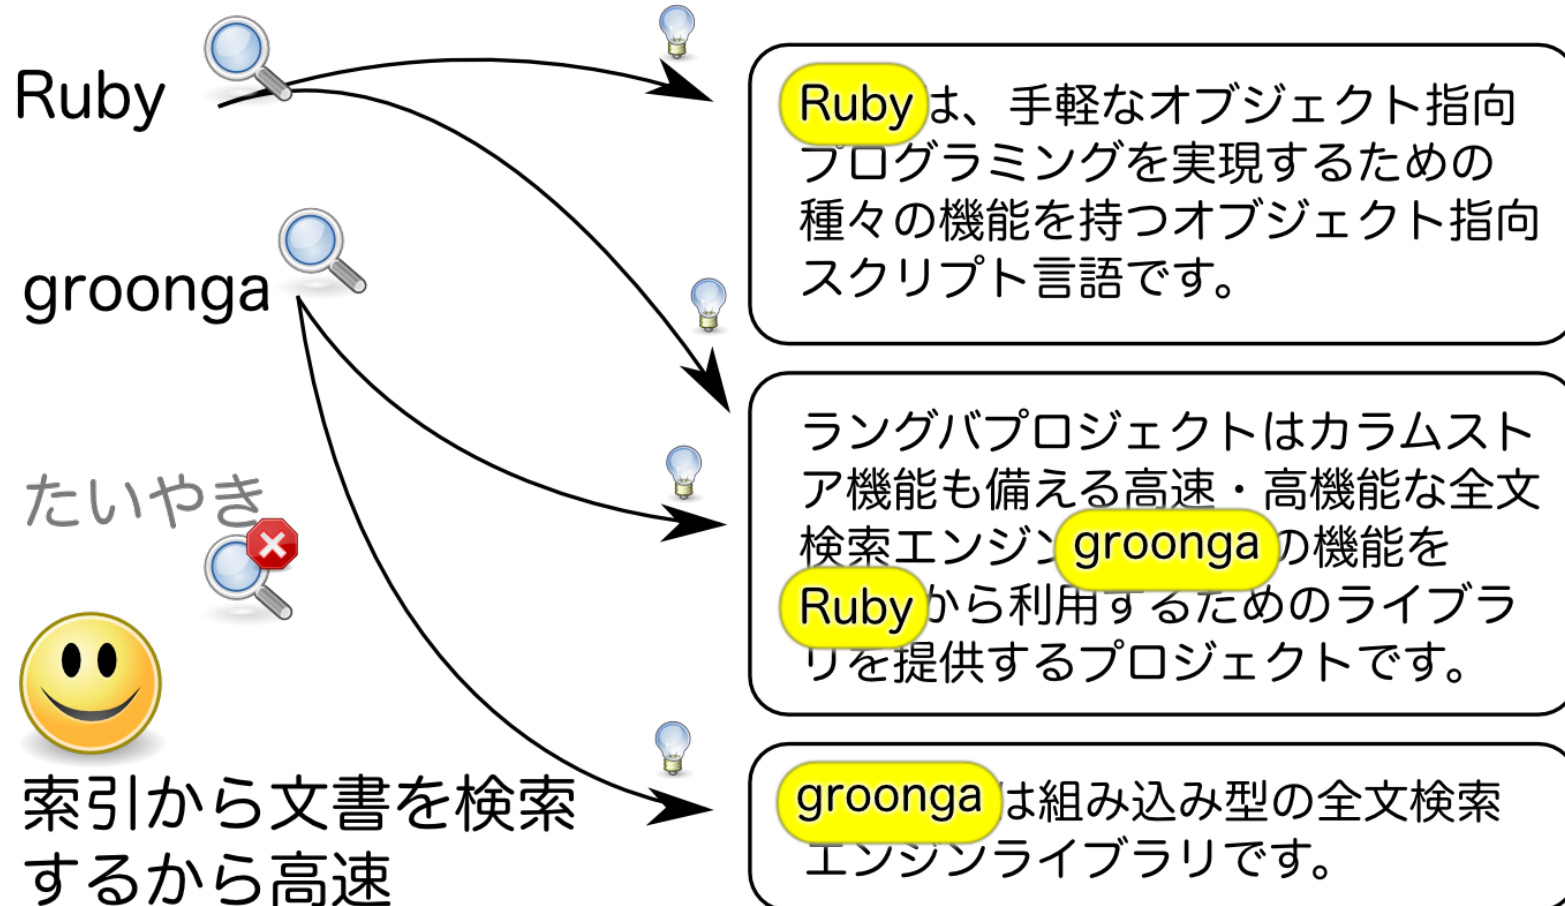 Ruby
groonga
たいやき
索引から文書を検索
するから高速
Rubyは、手軽なオブジェクト指向
プログラミングを実現するための
種々の機能を持つオブジェクト指向
スクリプト言語です。
ラングバプロジェクトはカラムスト
ア機能も備える高速・高機能な全文
検索エンジンgroongaの機能を
Rubyから利用するためのライブラ
リを提供するプロジェクトです。
groongaは組み込み型の全文検索
エンジンライブラリです。